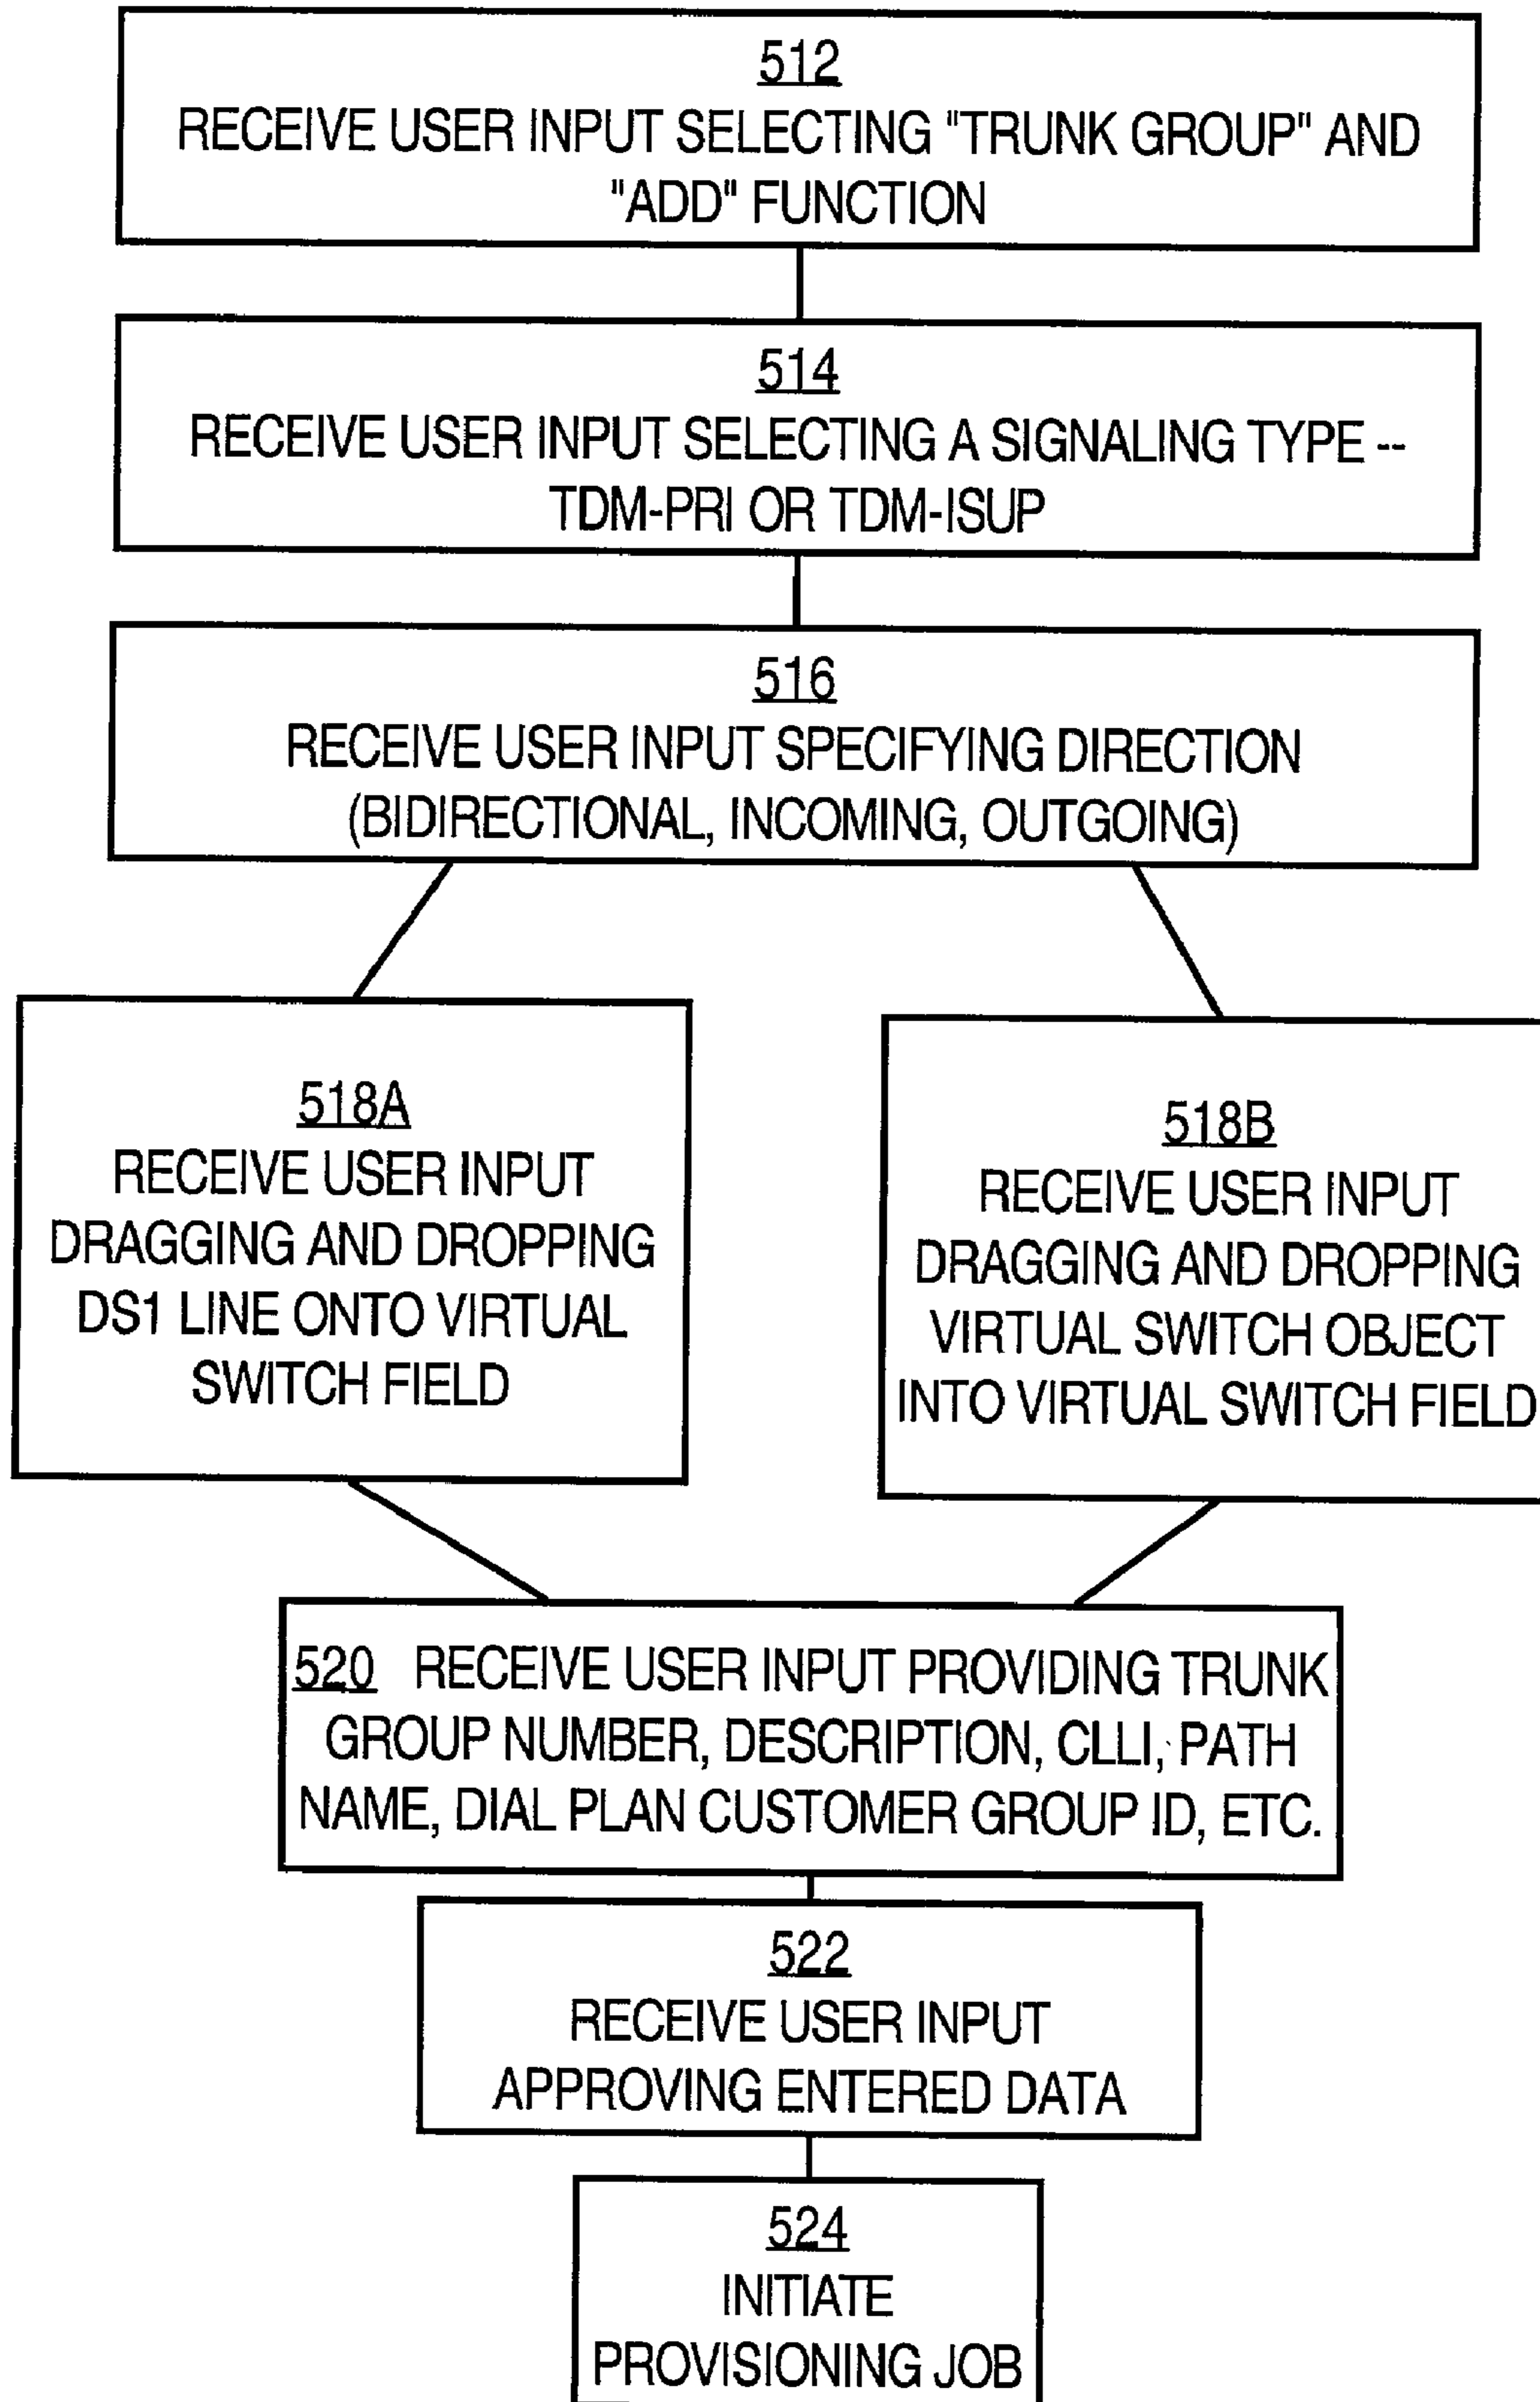 512
RECEIVE USER INPUT SELECTING "TRUNK GROUP" AND
"ADD" FUNCTION
514
RECEIVE USER INPUT SELECTING A SIGNALING TYPE --
TDM-PRI OR TDM-ISUP
516
RECEIVE USER INPUT SPECIFYING DIRECTION
(BIDIRECTIONAL, INCOMING, OUTGOING)
518A
RECEIVE USER INPUT
DRAGGING AND DROPPING
DS1 LINE ONTO VIRTUAL
SWITCH FIELD
518B
RECEIVE USER INPUT
DRAGGING AND DROPPING
VIRTUAL SWITCH OBJECT
INTO VIRTUAL SWITCH FIELD
520 RECEIVE USER INPUT PROVIDING TRUNK
GROUP NUMBER, DESCRIPTION, CLLI, PATH
NAME, DIAL PLAN CUSTOMER GROUP ID, ETC.
522
RECEIVE USER INPUT
APPROVING ENTERED DATA
524
INITIATE
PROVISIONING JOB